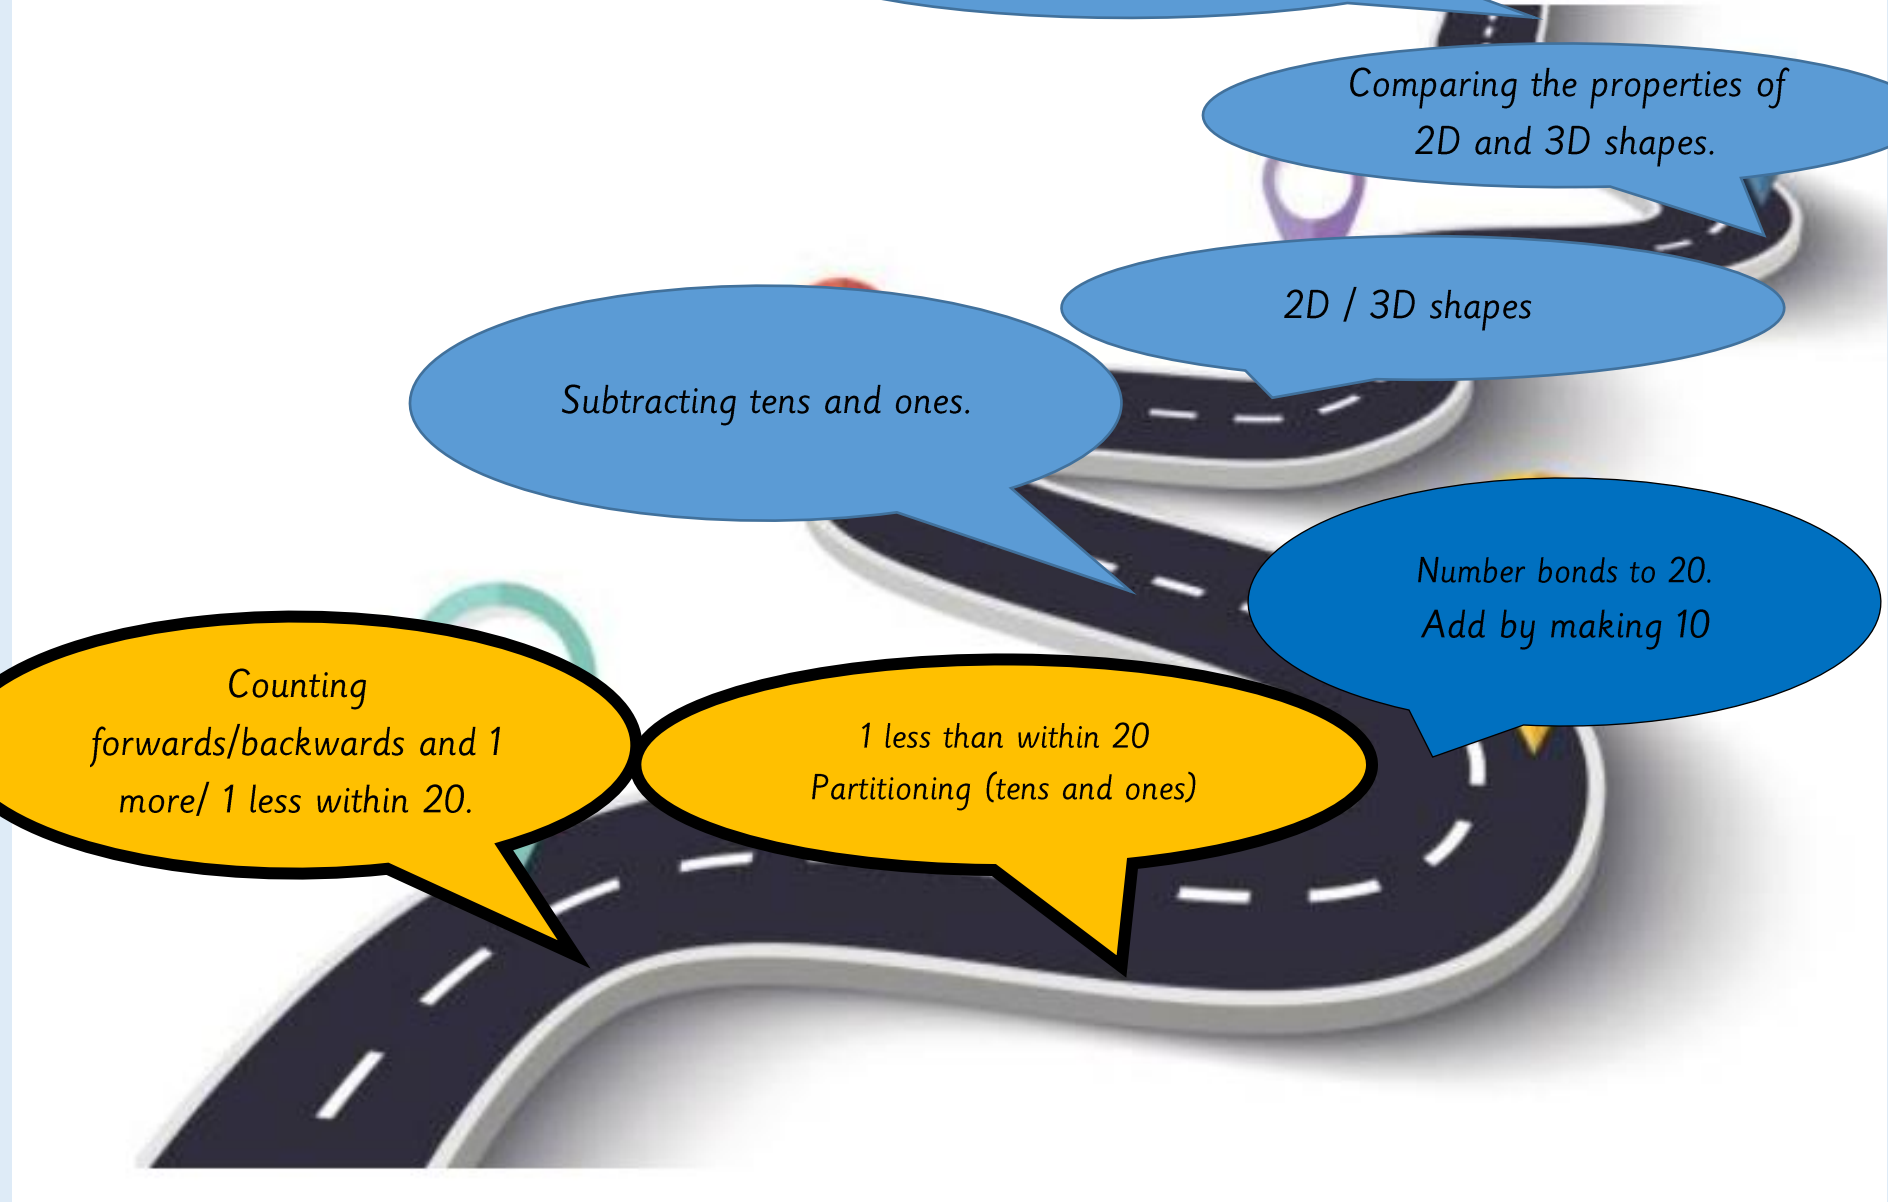 Comparing the properties of
2D and 3D shapes.
2D / 3D shapes
Subtracting tens and ones.
Number bonds to 20.
Add by making 10
Counting
forwards/backwards and 1
more/ 1 less within 20.
1 less than within 20
Partitioning (tens and ones)